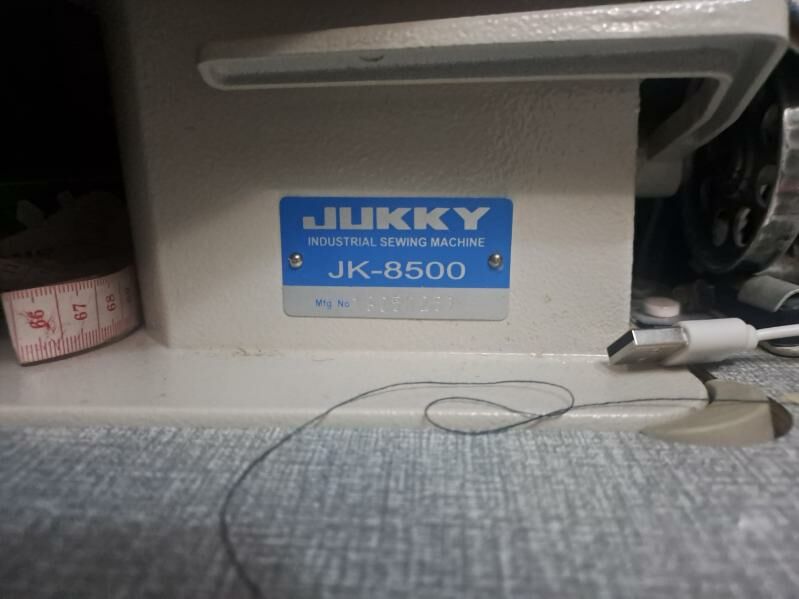 JUKKY
INDUSTRIAL SEWING MACHINE
JK-8500
Mfg No
66 67 68